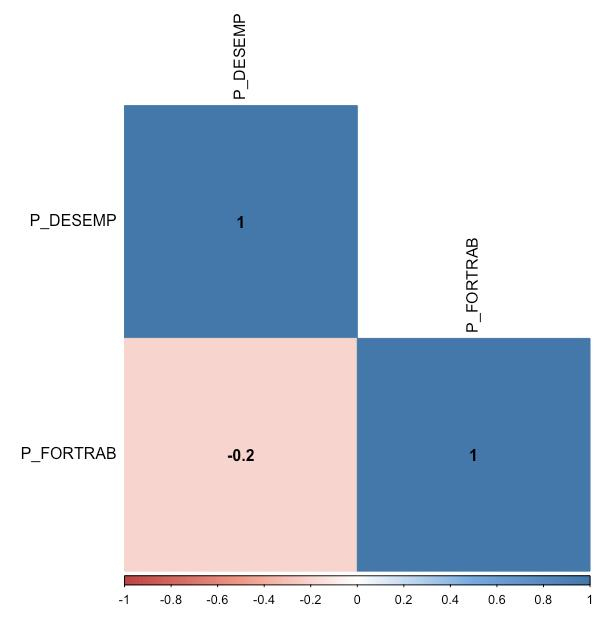 P_DESEMP
P_DESEMP
1
P_FORTRAB
P_FORTRAB
-0.2
1
-1 -0.8 -0.6 -0.4 -0.2 0 0.2 0.4 0.6 0.8 1